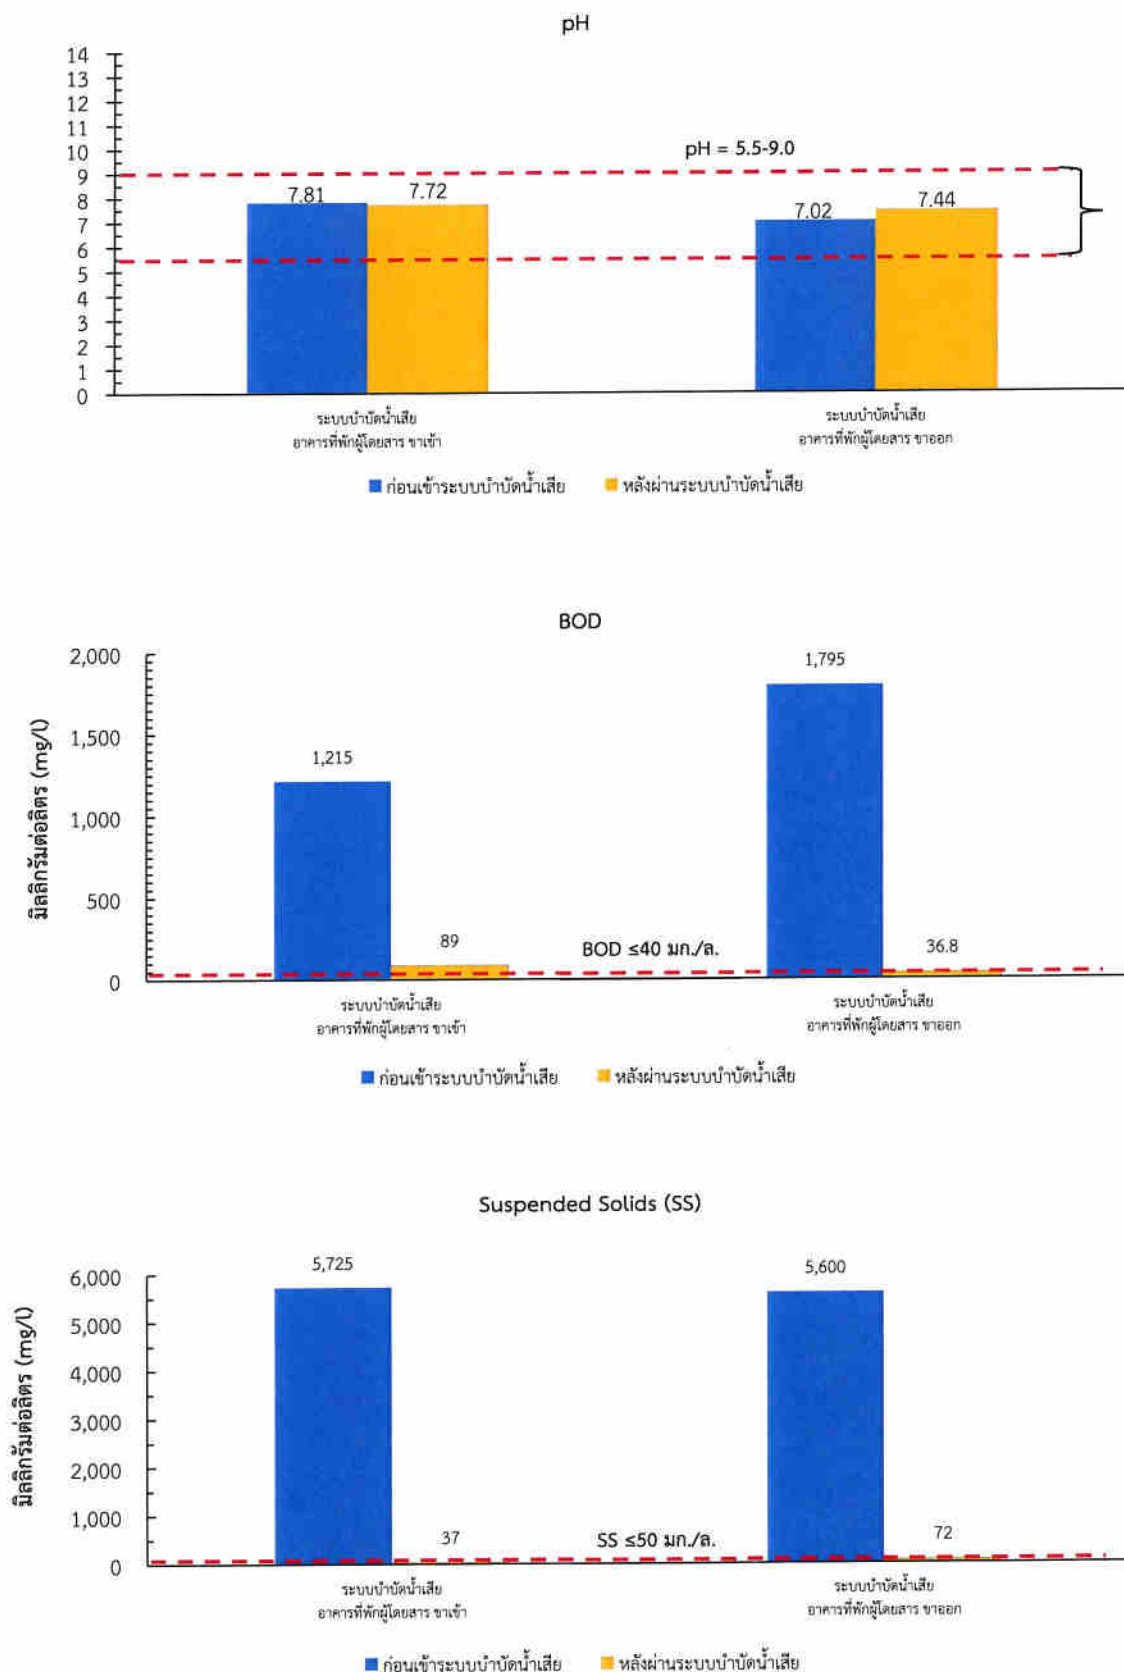 pH
14
13
12
11
10
9
8
7
6
5
4
3
2
1
0
pH = 5.5-9.0
7.81
7.72
7.02
7.44
ระบบบำบัดน้ำเสีย
อาคารที่พักผู้โดยสาร ขาเข้า
ระบบบำบัดน้ำเสีย
อาคารที่พักผู้โดยสาร ขาออก
ก่อนเข้าระบบบำบัดน้ำเสีย
หลังผ่านระบบบำบัดน้ำเสีย
BOD
มิลลิกรัมต่อลิตร (mg/l)
2,000
1,500
1,000
500
0
1,215
89
BOD ≤40 มก./ล.
1,795
36.8
ระบบบำบัดน้ำเสีย
อาคารที่พักผู้โดยสาร ขาเข้า
ระบบบำบัดน้ำเสีย
อาคารที่พักผู้โดยสาร ขาออก
ก่อนเข้าระบบบำบัดน้ำเสีย
หลังผ่านระบบบำบัดน้ำเสีย
Suspended Solids (SS)
มิลลิกรัมต่อลิตร (mg/l)
6,000
5,000
4,000
3,000
2,000
1,000
0
5,725
37
SS ≤50 มก./ล.
5,600
72
ระบบบำบัดน้ำเสีย
อาคารที่พักผู้โดยสาร ขาเข้า
ระบบบำบัดน้ำเสีย
อาคารที่พักผู้โดยสาร ขาออก
ก่อนเข้าระบบบำบัดน้ำเสีย
หลังผ่านระบบบำบัดน้ำเสีย